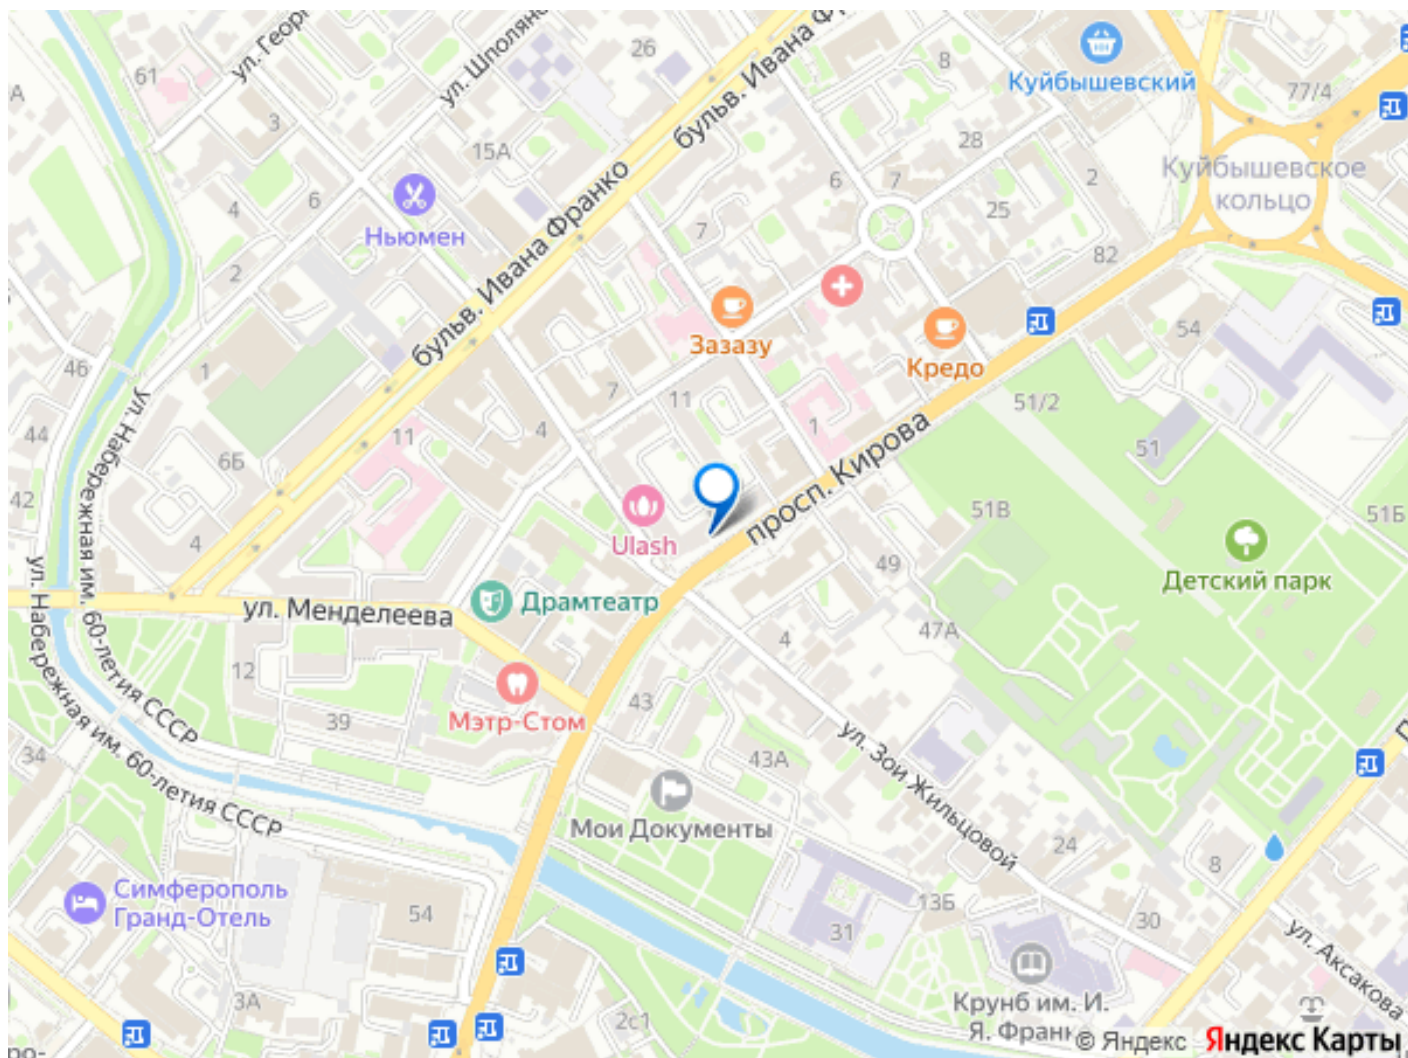 ул. Шполянс
26
61
3
15А
4
6
2
Ньюмен
бульв. Ивана Франко
бульв. Ивана
8
Куйбышевский
77/4
28
Куйбышевское
кольцо
6
7
2
25
7
82
Зазазу
Кредо
54
46
1
ул. Набережная им. 60-летия СССР
7
11
4
11
1
51/2
51
просп. Кирова
44
6Б
42
4
Ulash
51В
51Б
49
Детский парк
ул. Менделеева
Драмтеатр
47А
4
12
ул. Набережная им. 60-летия СССР
39
Мэтр-Стом
43
34
43А
ул. Зои Жильцовой
Мои Документы
24
8
Симферополь
Гранд-Отель
54
13Б
31
30
ул. Аксакова
3А
2с1
Крунб им. И.
Я. Франк
© Яндекс
Яндекс Карты